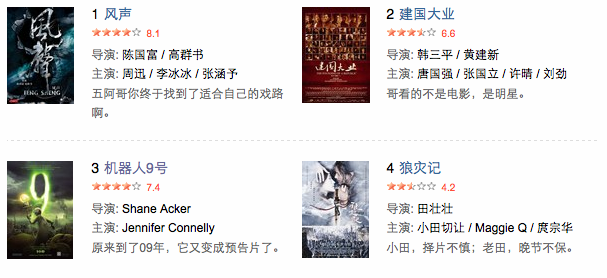 1 风声
8.1
导演: 陈国富 / 高群书
主演: 周迅 / 李冰冰 / 张涵予
五阿哥你终于找到了适合自己的戏路
啊。
风聲
FENG SHENG
2 建国大业
6.6
导演: 韩三平 / 黄建新
主演: 唐国强 / 张国立 / 许晴 / 刘劲
哥看的不是电影，是明星。
建国大业
3 机器人9号
7.4
导演: Shane Acker
主演: Jennifer Connelly
原来到了09年，它又变成预告片了。
9
4 狼灾记
4.2
导演: 田壮壮
主演: 小田切让 / Maggie Q / 庹宗华
小田，择片不慎；老田，晚节不保。